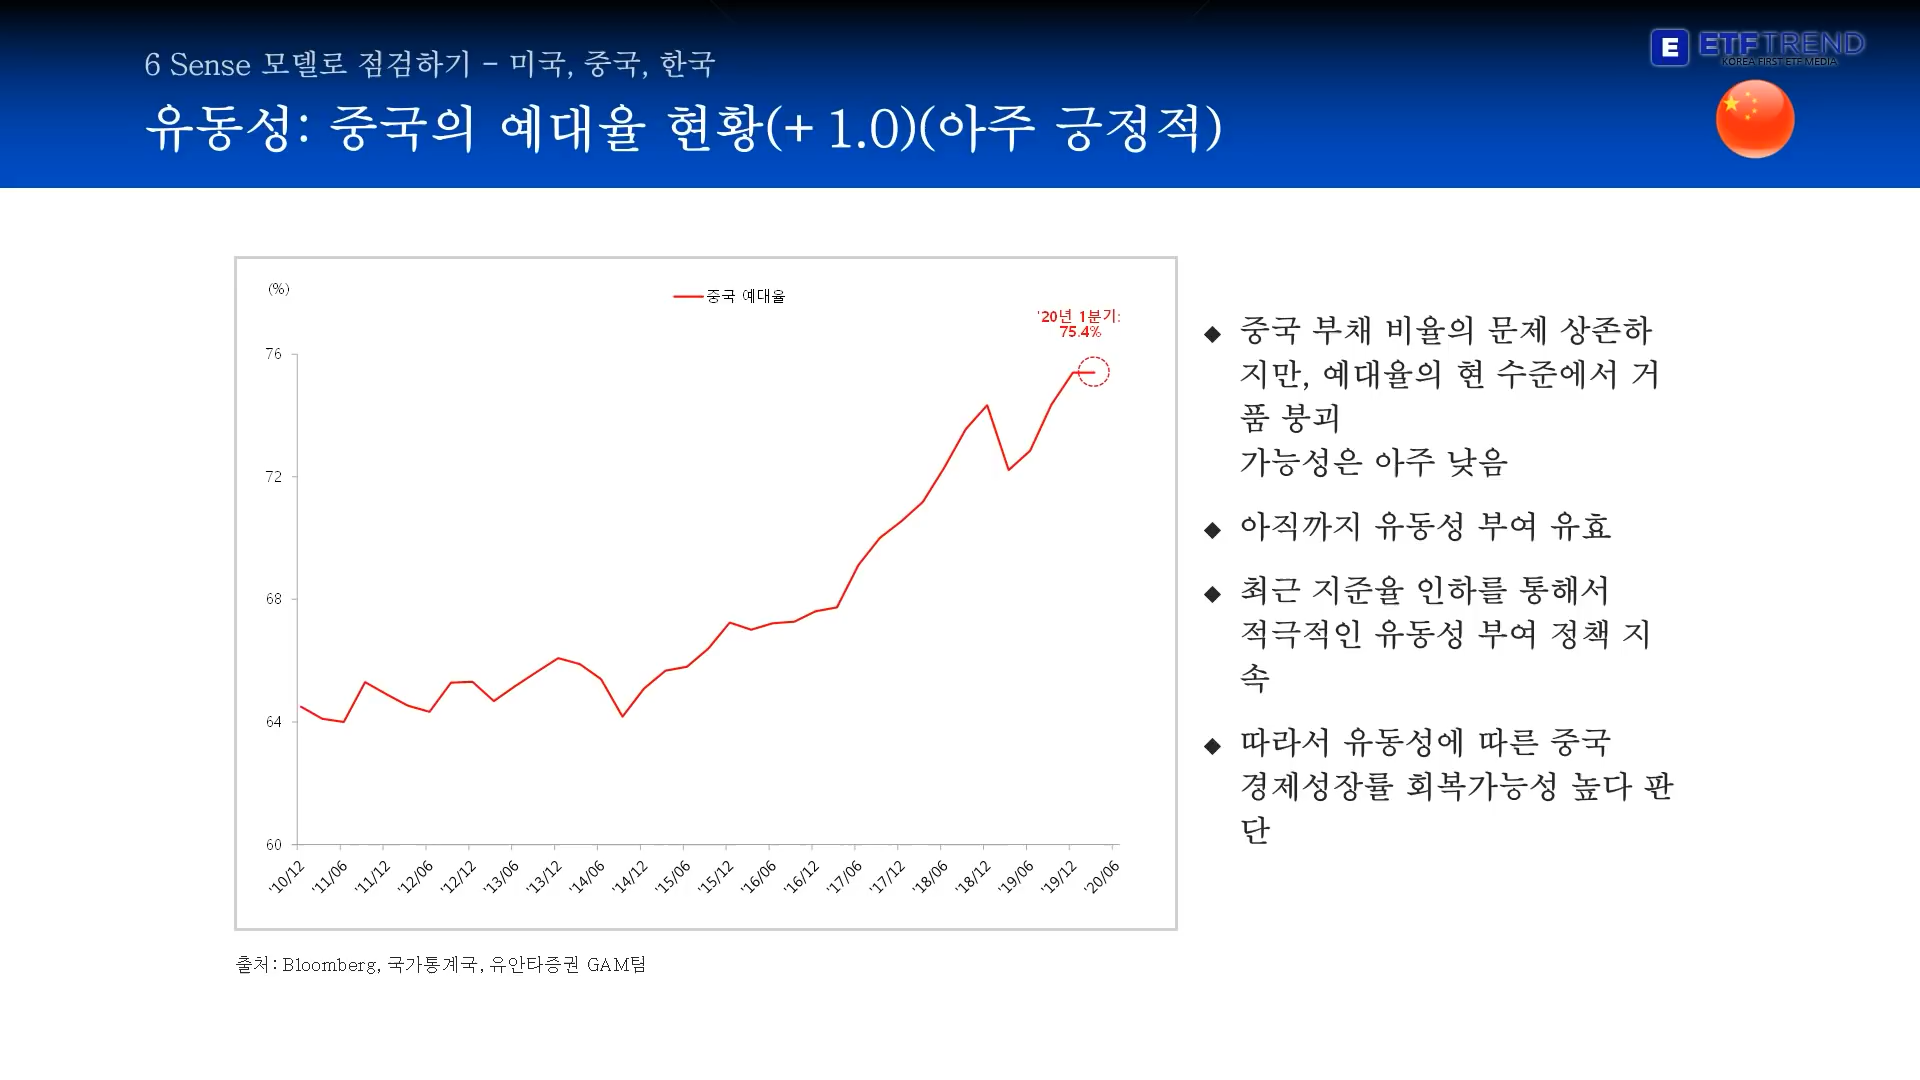 6 Sense 모델로 점검하기 – 미국, 중국, 한국
E ETFTREND
KOREA FIRST ETF MEDIA
유동성: 중국의 예대율 현황(+ 1.0)(아주 긍정적)
(%)
중국 예대율
'20년 1분기:
75.4%
76
72
68
64
60
'10/12
'11/06
'11/12
'12/06
'12/12
'13/06
'13/12
'14/06
'14/12
'15/06
'15/12
'16/06
'16/12
'17/06
'17/12
'18/06
'18/12
'19/06
'19/12
'20/06
◆ 중국 부채 비율의 문제 상존하
지만, 예대율의 현 수준에서 거
품 붕괴
가능성은 아주 낮음
◆ 아직까지 유동성 부여 유효
◆ 최근 지준율 인하를 통해서
적극적인 유동성 부여 정책 지
속
◆ 따라서 유동성에 따른 중국
경제성장률 회복가능성 높다 판
단
출처: Bloomberg, 국가통계국, 유안타증권 GAM팀